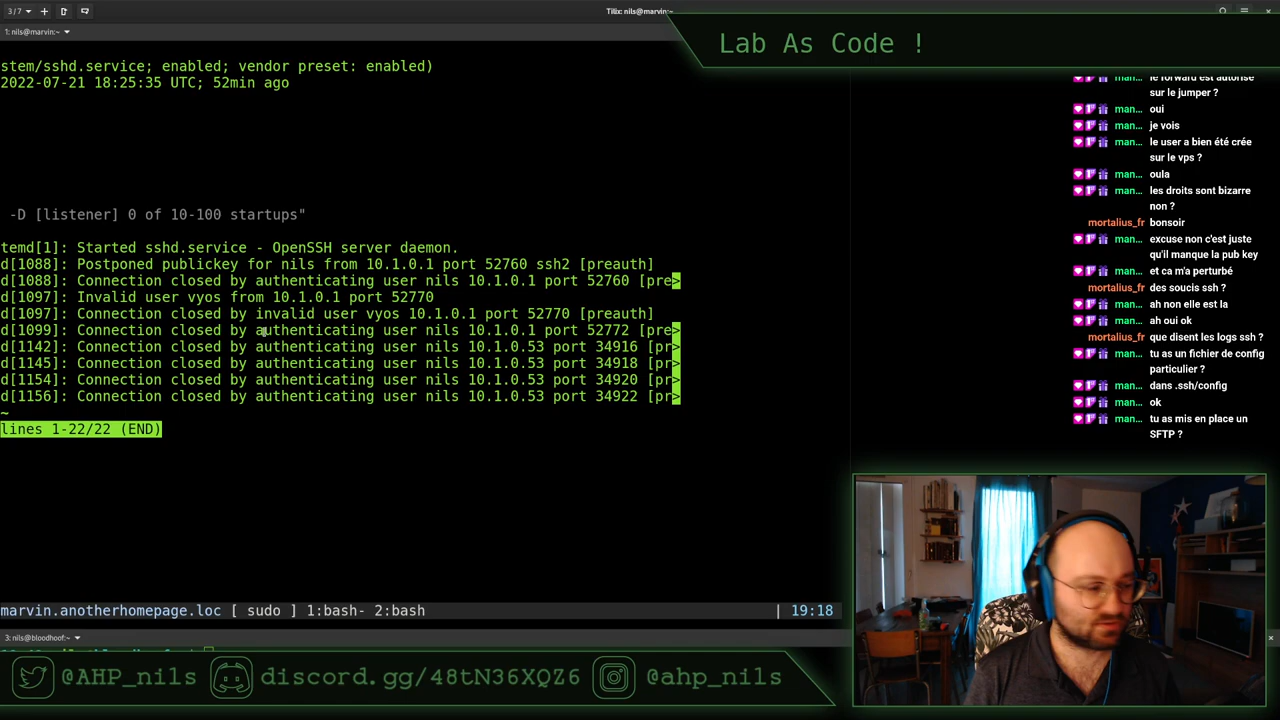 3 / 7
Tilix: nils@marvin:~
1: nils@marvin:~
Lab As Code !
stem/sshd.service; enabled; vendor preset: enabled)
2022-07-21 18:25:35 UTC; 52min ago
-D [listener] 0 of 10-100 startups"
temd[1]: Started sshd.service - OpenSSH server daemon.
d[1088]: Postponed publickey for nils from 10.1.0.1 port 52760 ssh2 [preauth]
d[1088]: Connection closed by authenticating user nils 10.1.0.1 port 52760 [pre>
d[1097]: Invalid user vyos from 10.1.0.1 port 52770
d[1097]: Connection closed by invalid user vyos 10.1.0.1 port 52770 [preauth]
d[1099]: Connection closed by authenticating user nils 10.1.0.1 port 52772 [pre>
d[1142]: Connection closed by authenticating user nils 10.1.0.53 port 34916 [pr>
d[1145]: Connection closed by authenticating user nils 10.1.0.53 port 34918 [pr>
d[1154]: Connection closed by authenticating user nils 10.1.0.53 port 34920 [pr>
d[1156]: Connection closed by authenticating user nils 10.1.0.53 port 34922 [pr>
~
lines 1-22/22 (END)
marvin.anotherhomepage.loc [ sudo ] 1:bash- 2:bash | 19:18
3: nils@bloodhoof:~
le forward est autorisé
sur le jumper ?
man... oui
man... je vois
man... le user a bien été crée
sur le vps ?
man... oula
man... les droits sont bizarre
non ?
mortalius_fr bonsoir
man... excuse non c'est juste
qu'il manque la pub key
man... et ca m'a perturbé
mortalius_fr des soucis ssh ?
man... ah non elle est la
man... ah oui ok
mortalius_fr que disent les logs ssh ?
man... tu as un fichier de config
particulier ?
man... dans .ssh/config
man... ok
man... tu as mis en place un
SFTP ?
@AHP_nils
discord.gg/48tN36XQZ6
@ahp_nils